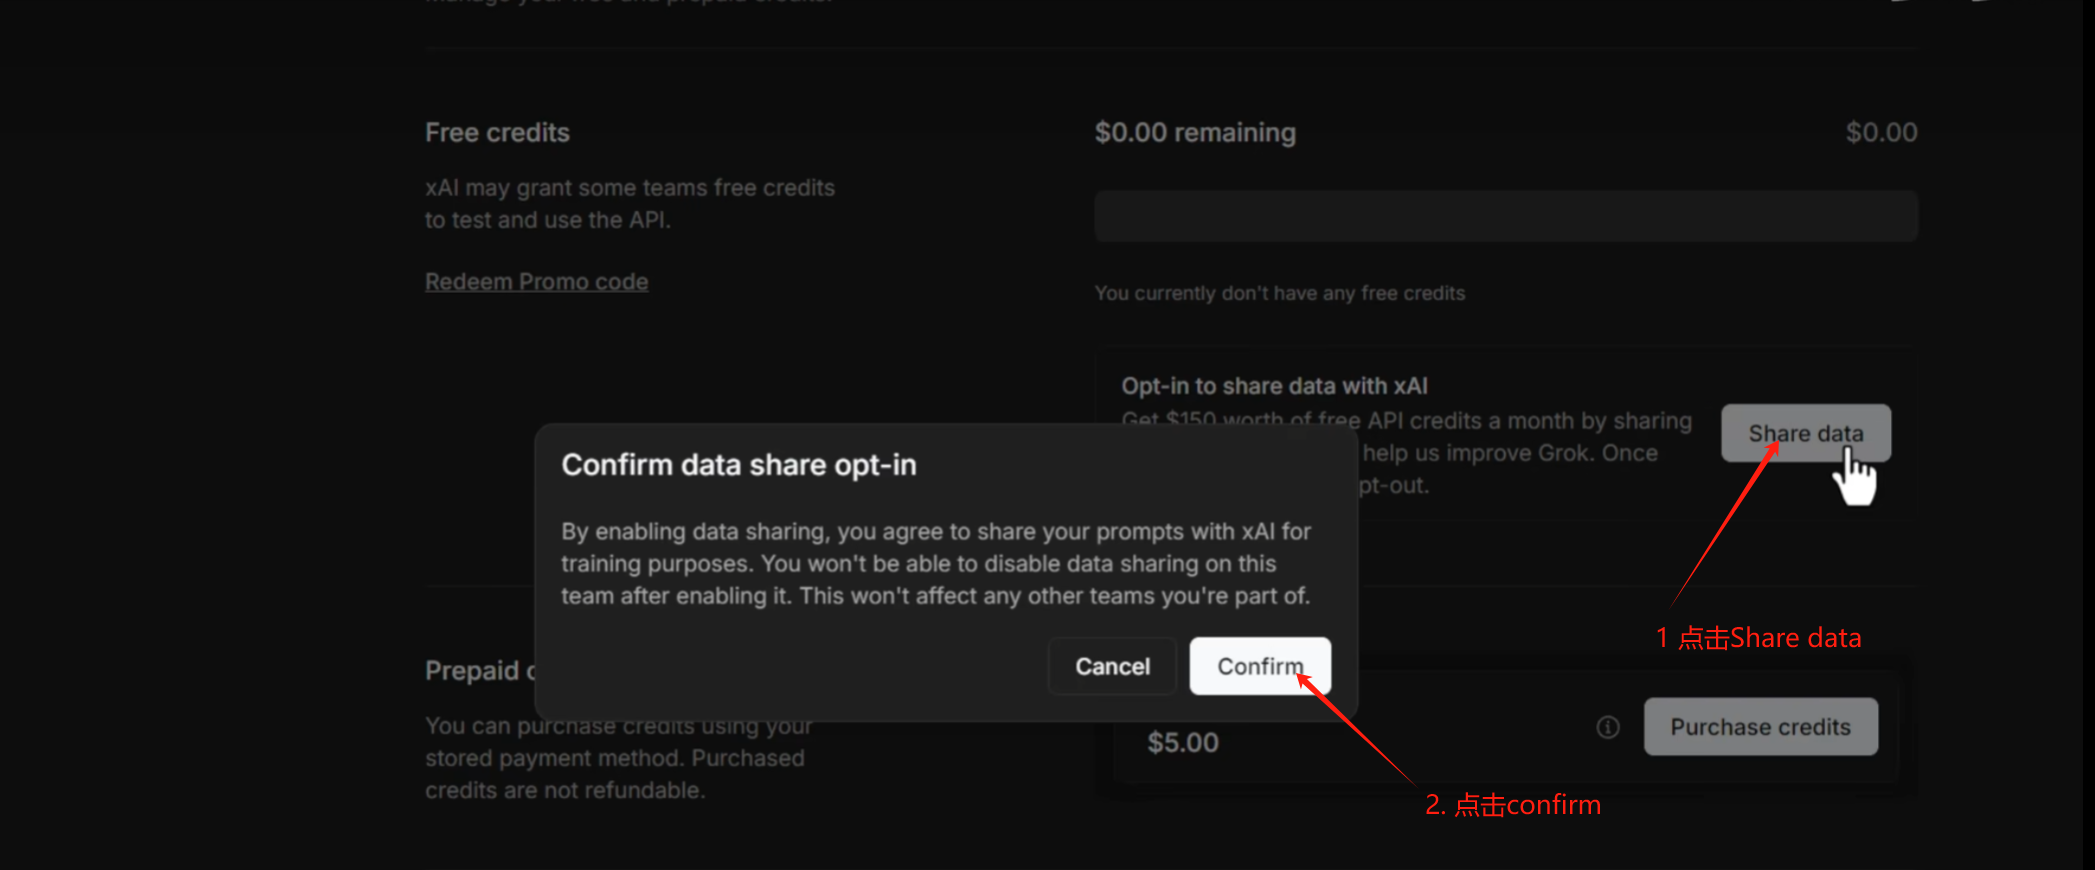 manage your free and prepaid credits.
Free credits
xAI may grant some teams free credits
to test and use the API.
Redeem Promo code
$0.00 remaining
$0.00
You currently don't have any free credits
Opt-in to share data with xAI
Get $150 worth of free API credits a month by sharing
help us improve Grok. Once
pt-out.
Share data
Confirm data share opt-in
By enabling data sharing, you agree to share your prompts with xAI for
training purposes. You won't be able to disable data sharing on this
team after enabling it. This won't affect any other teams you're part of.
Cancel
Confirm
1 点击Share data
Prepaid c
You can purchase credits using your
stored payment method. Purchased
credits are not refundable.
$5.00
Purchase credits
2. 点击confirm